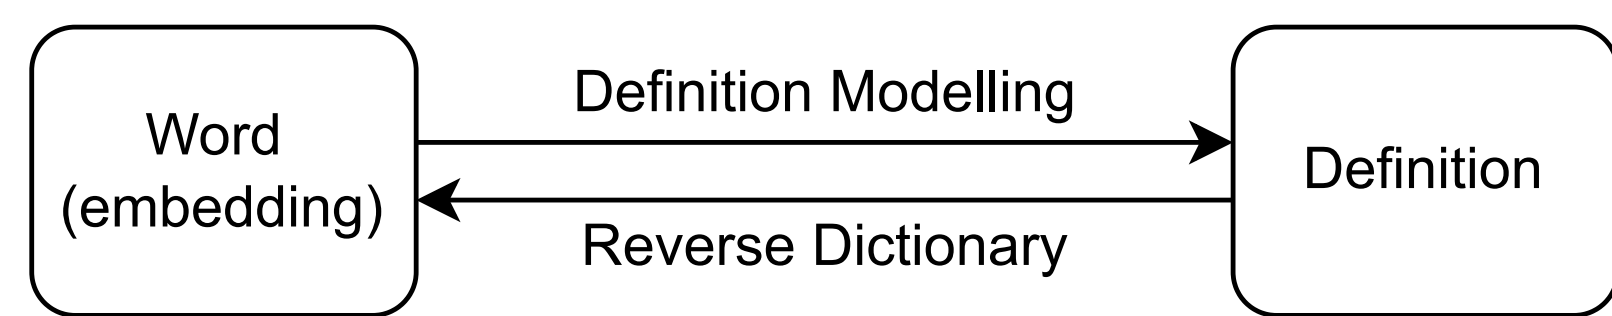 Word
(embedding)
Definition Modelling
Reverse Dictionary
Definition